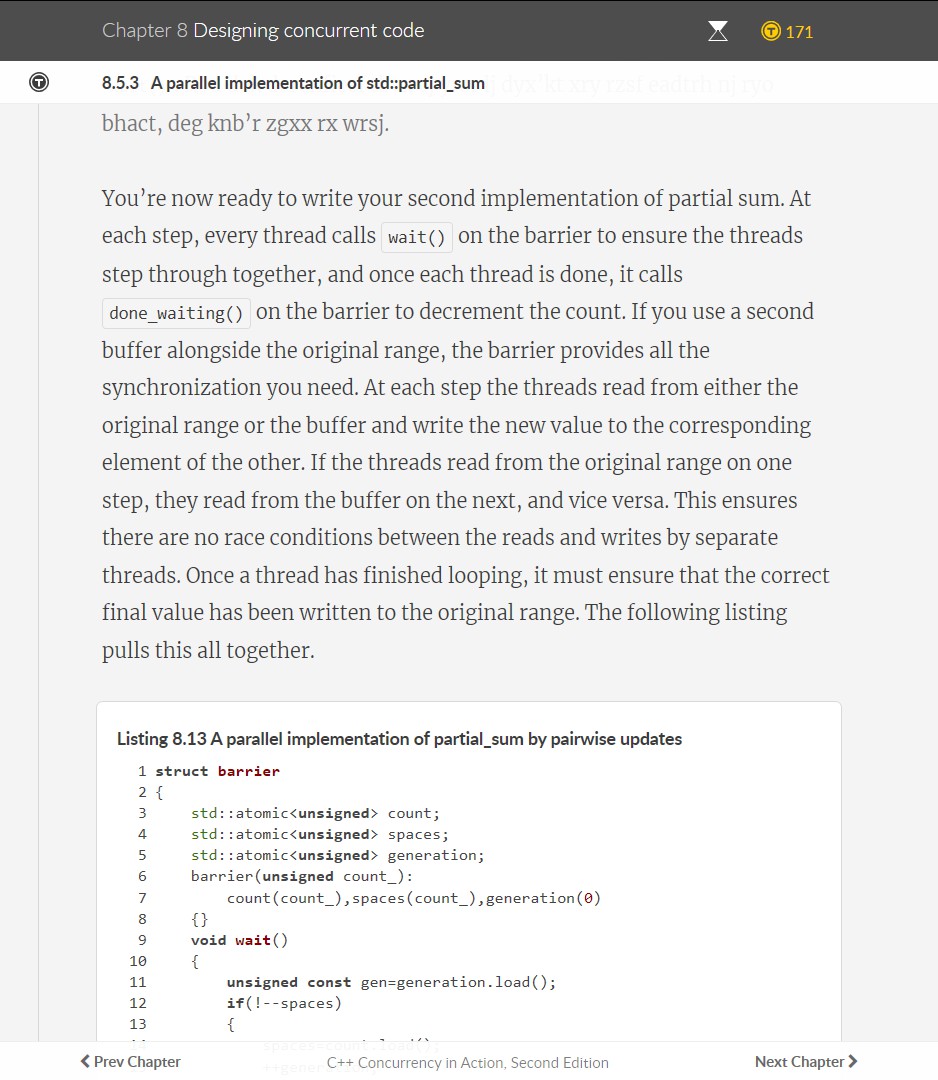 Chapter 8 Designing concurrent code
171
8.5.3 A parallel implementation of std::partial_sum
bhact, deg knb’r zgxx rx wrsj.
You’re now ready to write your second implementation of partial sum. At
each step, every thread calls wait() on the barrier to ensure the threads
step through together, and once each thread is done, it calls
done_waiting() on the barrier to decrement the count. If you use a second
buffer alongside the original range, the barrier provides all the
synchronization you need. At each step the threads read from either the
original range or the buffer and write the new value to the corresponding
element of the other. If the threads read from the original range on one
step, they read from the buffer on the next, and vice versa. This ensures
there are no race conditions between the reads and writes by separate
threads. Once a thread has finished looping, it must ensure that the correct
final value has been written to the original range. The following listing
pulls this all together.
Listing 8.13 A parallel implementation of partial_sum by pairwise updates
1 struct barrier
2 {
3 std::atomic<unsigned> count;
4 std::atomic<unsigned> spaces;
5 std::atomic<unsigned> generation;
6 barrier(unsigned count_):
7 count(count_),spaces(count_),generation(0)
8 {}
9 void wait()
10 {
11 unsigned const gen=generation.load();
12 if(!--spaces)
13 {
14 spaces=count.load();
Prev Chapter
C++ Concurrency in Action, Second Edition
Next Chapter